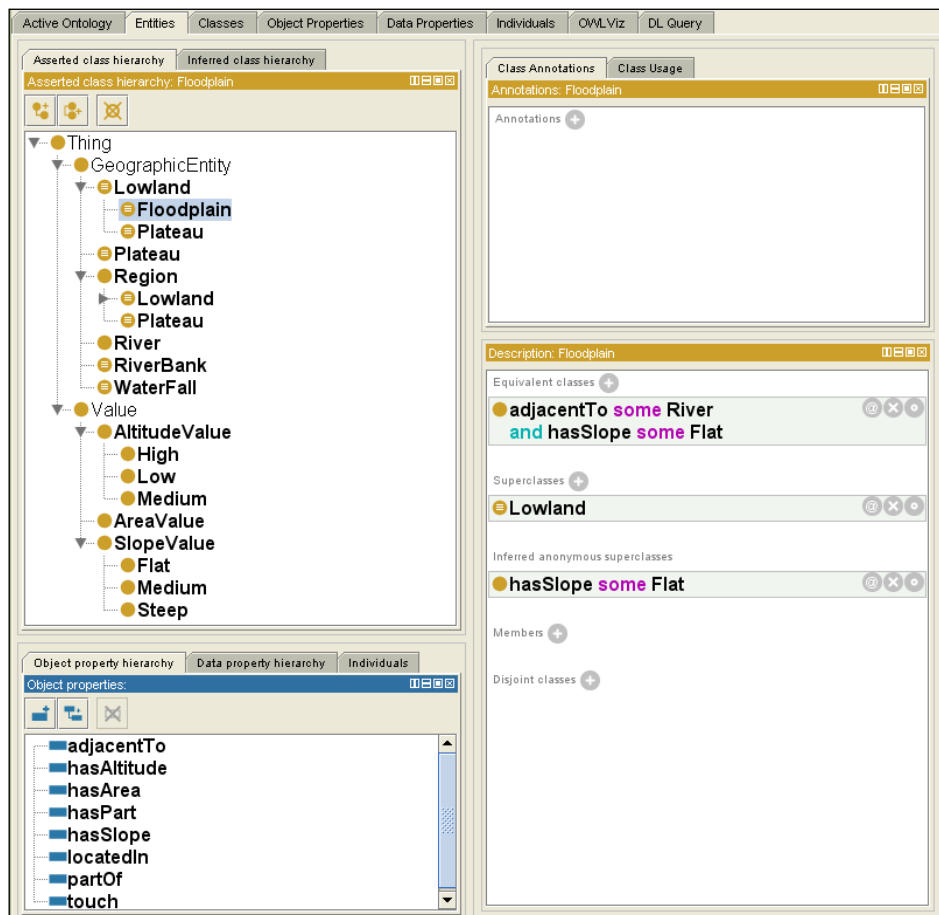 Active Ontology Entities Classes Object Properties Data Properties Individuals OWLViz DL Query
Asserted class hierarchy Inferred class hierarchy
Asserted class hierarchy: Floodplain
Thing
GeographicEntity
Lowland
Floodplain
Plateau
Plateau
Region
Lowland
Plateau
River
RiverBank
WaterFall
Value
AltitudeValue
High
Low
Medium
AreaValue
SlopeValue
Flat
Medium
Steep
Object property hierarchy Data property hierarchy Individuals
Object properties:
adjacentTo
hasAltitude
hasArea
hasPart
hasSlope
locatedIn
partOf
touch
Class Annotations Class Usage
Annotations: Floodplain
Annotations
Description: Floodplain
Equivalent classes
adjacentTo some River
and hasSlope some Flat
Superclasses
Lowland
Inferred anonymous superclasses
hasSlope some Flat
Members
Disjoint classes